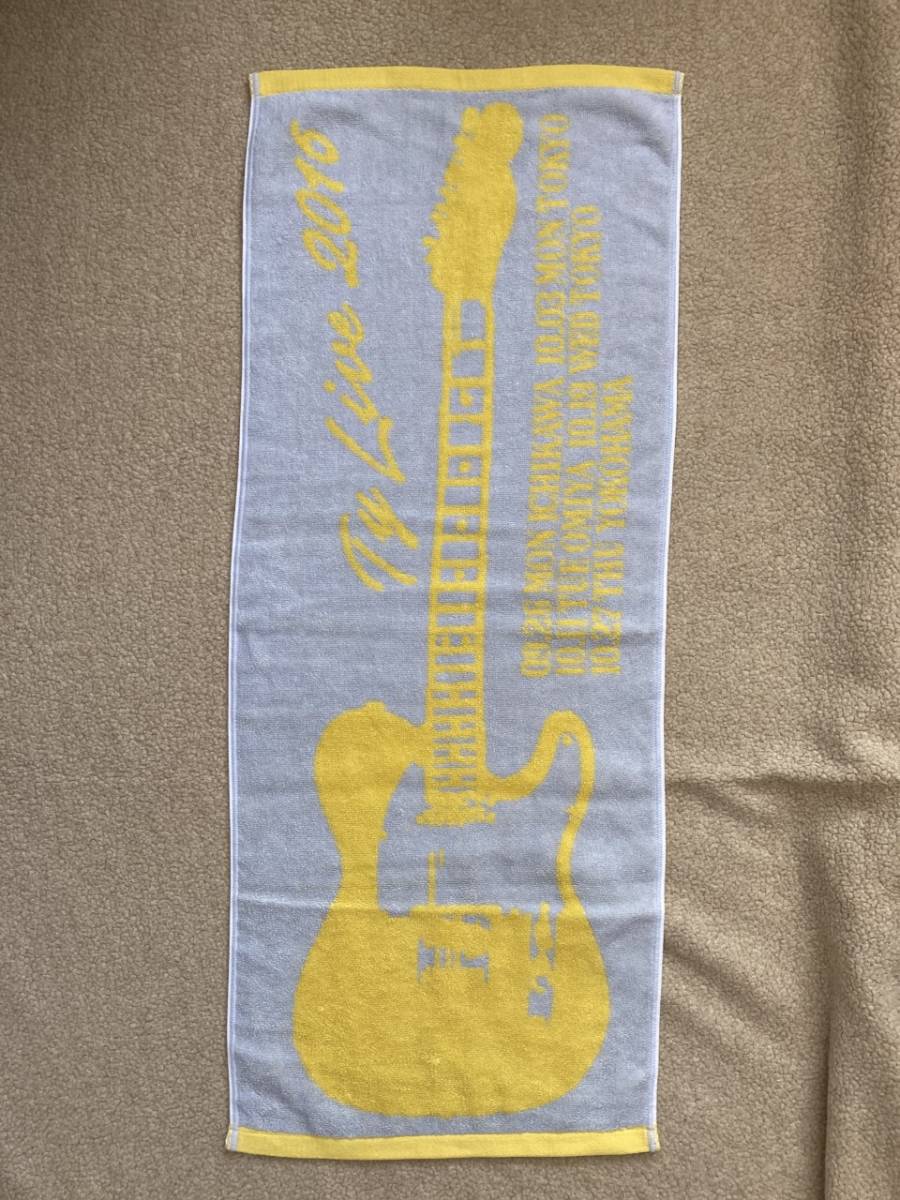 Ty Live 2016
09.26 MON ICHIKAWA 10.03 MON TOKYO
10.11 TUE OMIYA 10.19 WED TOKYO
10.27 THU YOKOHAMA